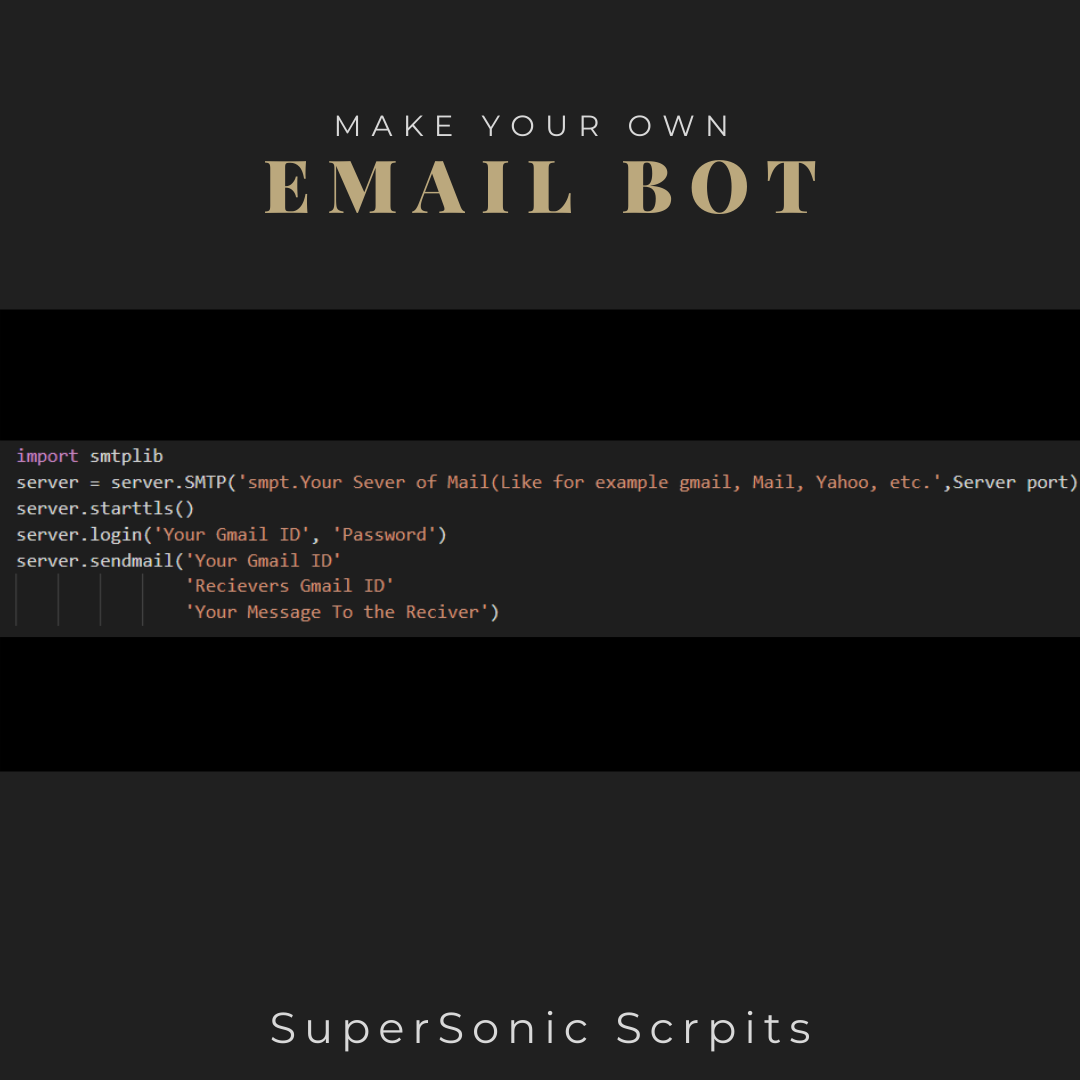 MAKE YOUR OWN
EMAIL BOT
import smtplib
server = server.SMTP('smpt.Your Sever of Mail(Like for example gmail, Mail, Yahoo, etc.',Server port)
server.starttls()
server.login('Your Gmail ID', 'Password')
server.sendmail('Your Gmail ID'
'Recievers Gmail ID'
'Your Message To the Reciver')
SuperSonic Scrpits